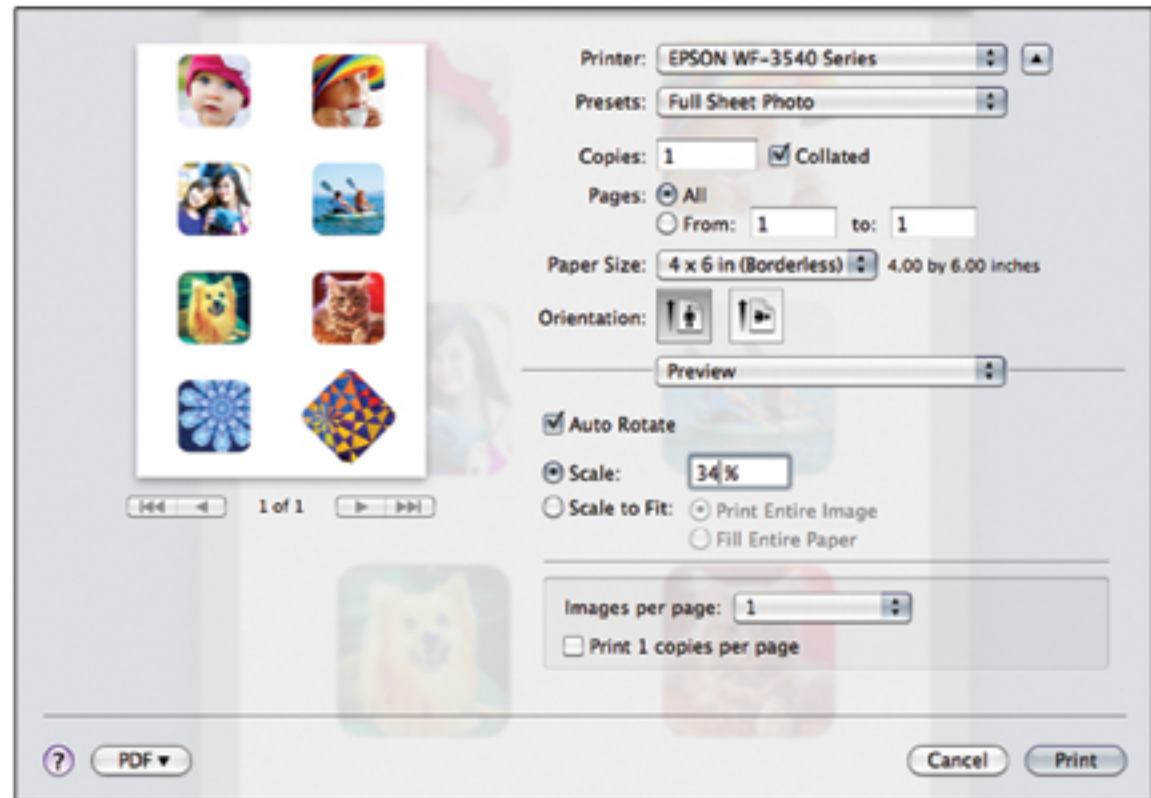 Printer: EPSON WF-3540 Series
Presets: Full Sheet Photo
Copies: 1 Collated
Pages: All
From: 1 to: 1
Paper Size: 4 x 6 in (Borderless) 4.00 by 6.00 inches
Orientation:
Preview
Auto Rotate
Scale: 34%
1 of 1
Scale to Fit: Print Entire Image
Fill Entire Paper
Images per page: 1
Print 1 copies per page
? PDF Cancel Print